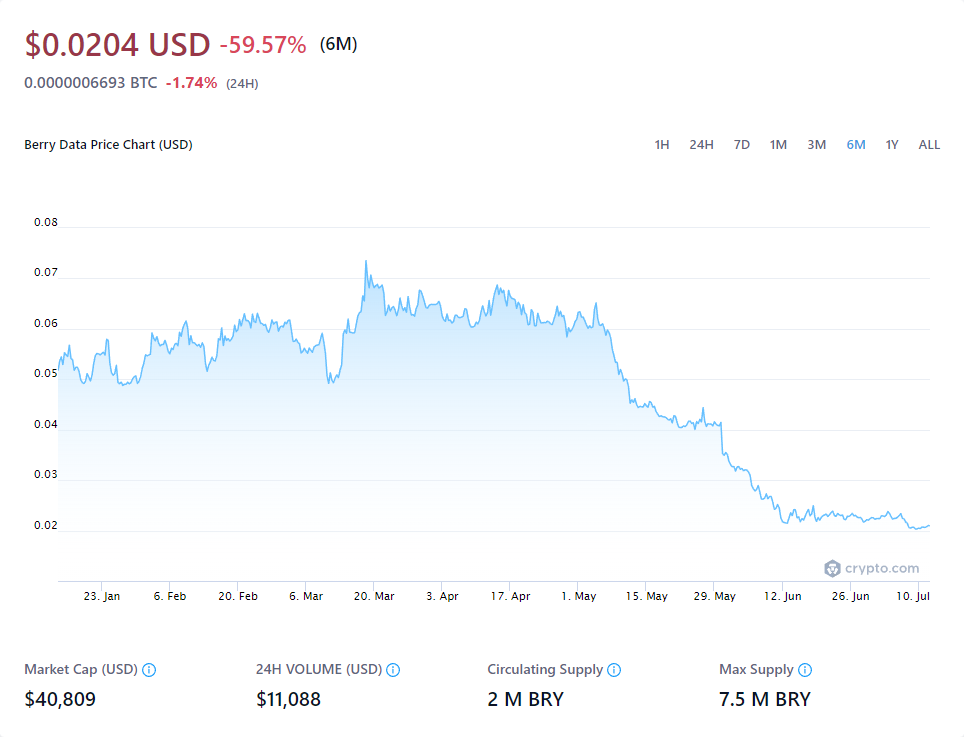 $0.0204 USD -59.57% (6M)
0.0000006693 BTC -1.74% (24H)
Berry Data Price Chart (USD)
1H 24H 7D 1M 3M 6M 1Y ALL
0.08
0.07
0.06
0.05
0.04
0.03
0.02
crypto.com
23. Jan 6. Feb 20. Feb 6. Mar 20. Mar 3. Apr 17. Apr 1. May 15. May 29. May 12. Jun 26. Jun 10. Jul
Market Cap (USD) 24H VOLUME (USD) Circulating Supply Max Supply
$40,809 $11,088 2 M BRY 7.5 M BRY